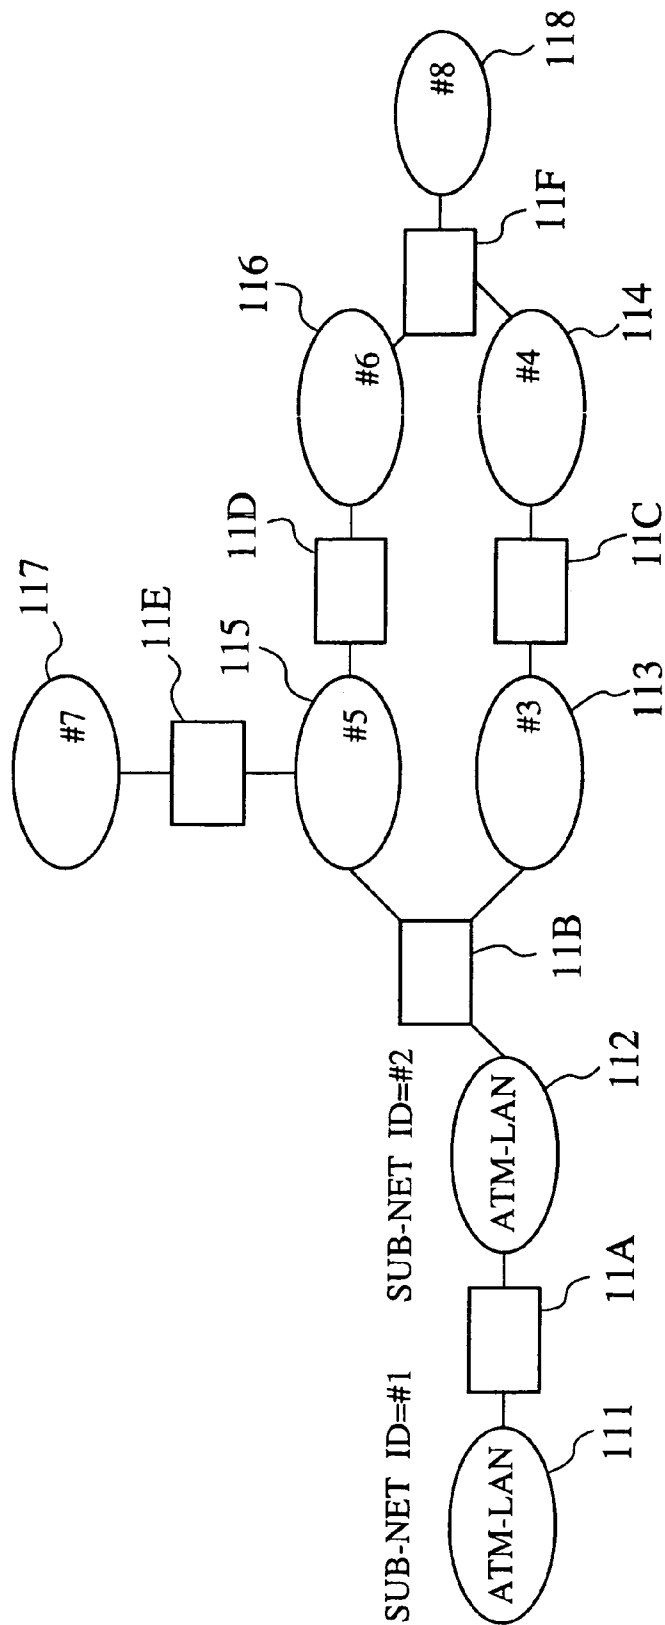 117
#7
11E
115
116
11D
#5
#6
118
#8
11F
SUB-NET ID=#1
SUB-NET ID=#2
ATM-LAN
111
11A
ATM-LAN
112
11B
#3
113
11C
#4
114